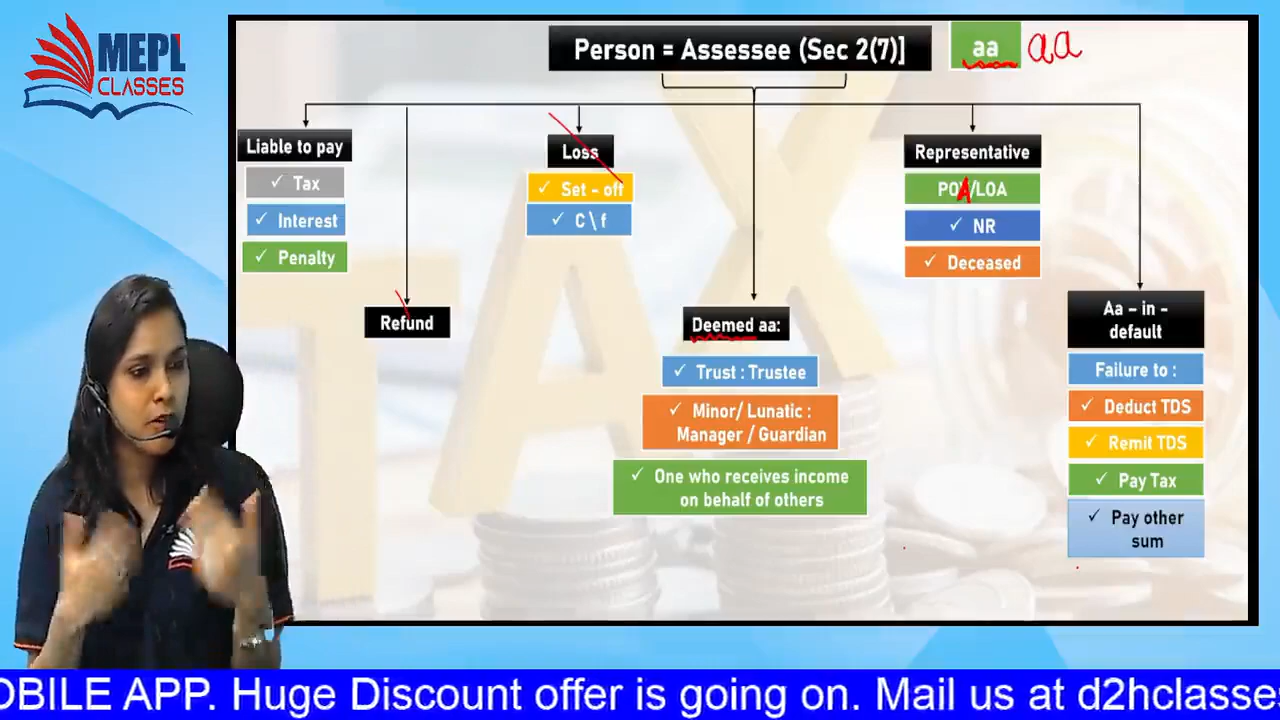 MEPL
CLASSES
Person = Assessee (Sec 2(7)]
aa
aa
Liable to pay
✓ Tax
✓ Interest
✓ Penalty
Refund
Loss
✓ Set - off
✓ C\f
Deemed aa:
✓ Trust : Trustee
✓ Minor/ Lunatic :
Manager / Guardian
✓ One who receives income
on behalf of others
Representative
POA/LOA
✓ NR
✓ Deceased
Aa – in –
default
Failure to :
✓ Deduct TDS
✓ Remit TDS
✓ Pay Tax
✓ Pay other
sum
OBILE APP. Huge Discount offer is going on. Mail us at d2hclasses